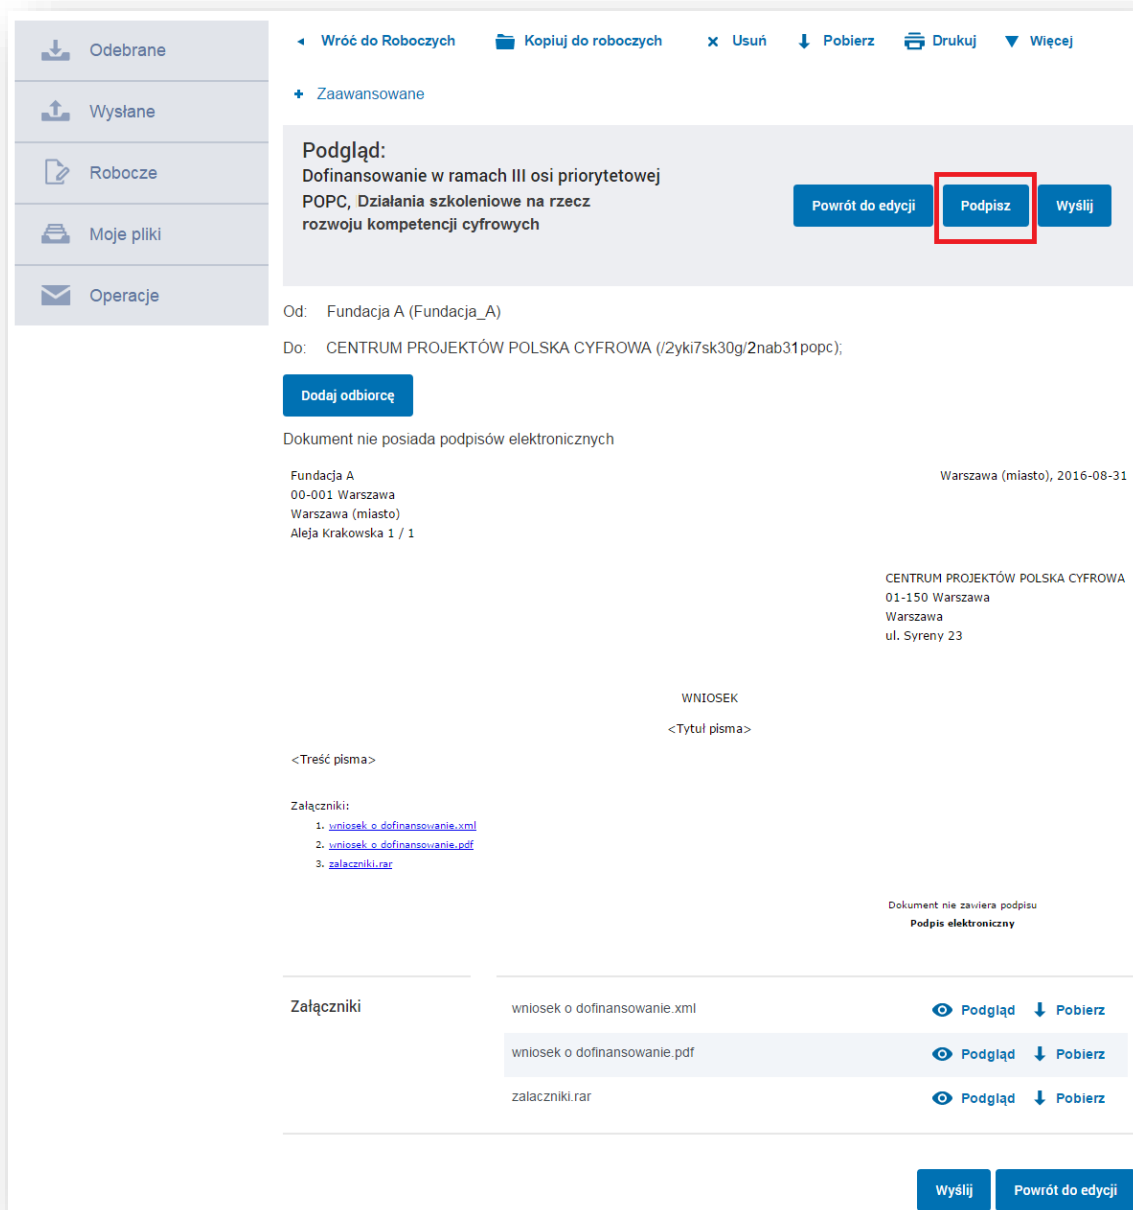 Odebrane
Wysłane
Robocze
Moje pliki
Operacje
Wróć do Roboczych Kopiuj do roboczych Usuń Pobierz Drukuj Więcej
Zaawansowane
Podgląd:
Dofinansowanie w ramach III osi priorytetowej
POPC, Działania szkoleniowe na rzecz
rozwoju kompetencji cyfrowych
Powrót do edycji Podpisz Wyślij
Od: Fundacja A (Fundacja_A)
Do: CENTRUM PROJEKTÓW POLSKA CYFROWA (/2yki7sk30g/2nab31popc);
Dodaj odbiorcę
Dokument nie posiada podpisów elektronicznych
Fundacja A
00-001 Warszawa
Warszawa (miasto)
Aleja Krakowska 1 / 1
Warszawa (miasto), 2016-08-31
CENTRUM PROJEKTÓW POLSKA CYFROWA
01-150 Warszawa
Warszawa
ul. Syreny 23
WNIOSEK
<Tytuł pisma>
<Treść pisma>
Załączniki:
1. wniosek o dofinansowanie.xml
2. wniosek o dofinansowanie.pdf
3. zalaczniki.rar
Dokument nie zawiera podpisu
Podpis elektroniczny
Załączniki
wniosek o dofinansowanie.xml Podgląd Pobierz
wniosek o dofinansowanie.pdf Podgląd Pobierz
zalaczniki.rar Podgląd Pobierz
Wyślij Powrót do edycji